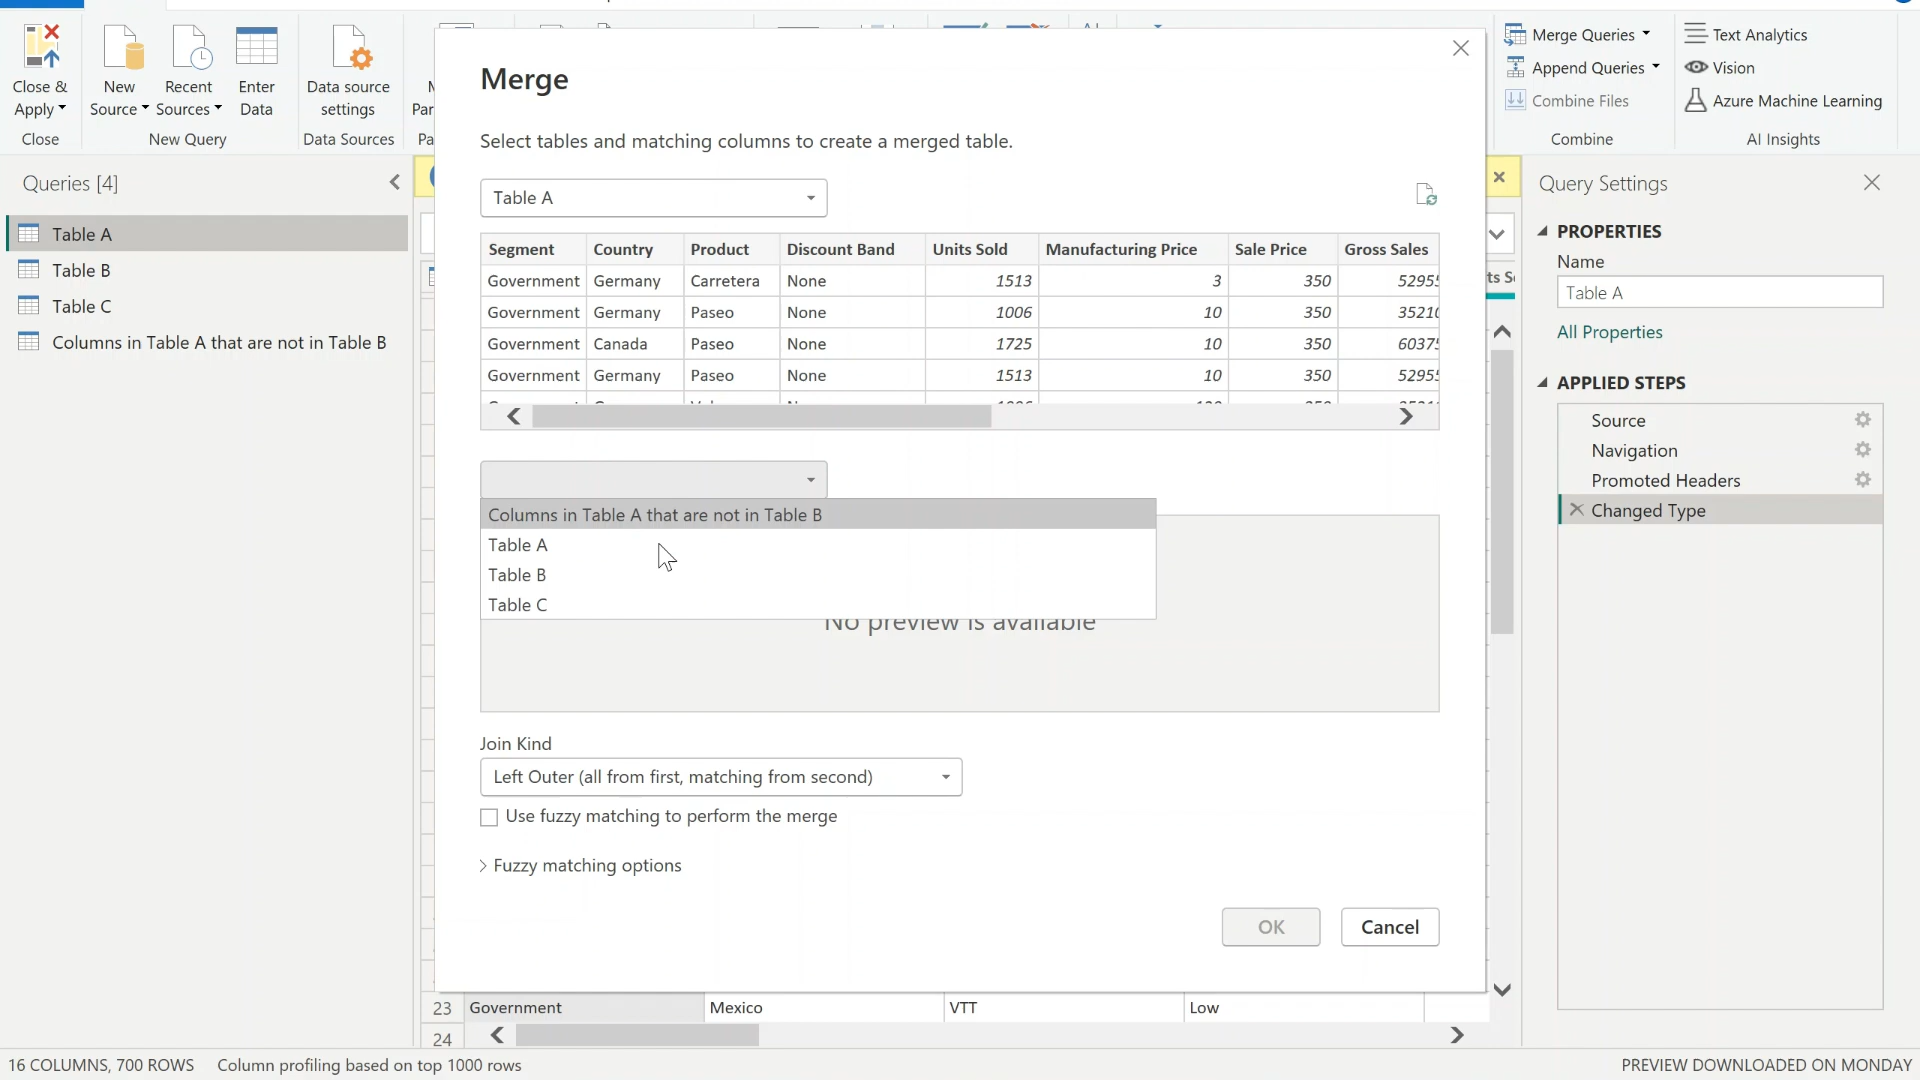 Close &
Apply
Close
New
Source
Recent
Sources
New Query
Enter
Data
Data source
settings
Data Sources
Merge Queries
Append Queries
Combine Files
Combine
Text Analytics
Vision
Azure Machine Learning
AI Insights
Queries [4]
Table A
Table B
Table C
Columns in Table A that are not in Table B
Merge
Select tables and matching columns to create a merged table.
Table A
Segment Country Product Discount Band Units Sold Manufacturing Price Sale Price Gross Sales
Government Germany Carretera None 1513 3 350 52955
Government Germany Paseo None 1006 10 350 35210
Government Canada Paseo None 1725 10 350 60375
Government Germany Paseo None 1513 10 350 52955
Columns in Table A that are not in Table B
Table A
Table B
Table C
No preview is available
Join Kind
Left Outer (all from first, matching from second)
Use fuzzy matching to perform the merge
Fuzzy matching options
OK
Cancel
23 Government Mexico VTT Low
24
Query Settings
PROPERTIES
Name
Table A
All Properties
APPLIED STEPS
Source
Navigation
Promoted Headers
Changed Type
16 COLUMNS, 700 ROWS
Column profiling based on top 1000 rows
PREVIEW DOWNLOADED ON MONDAY